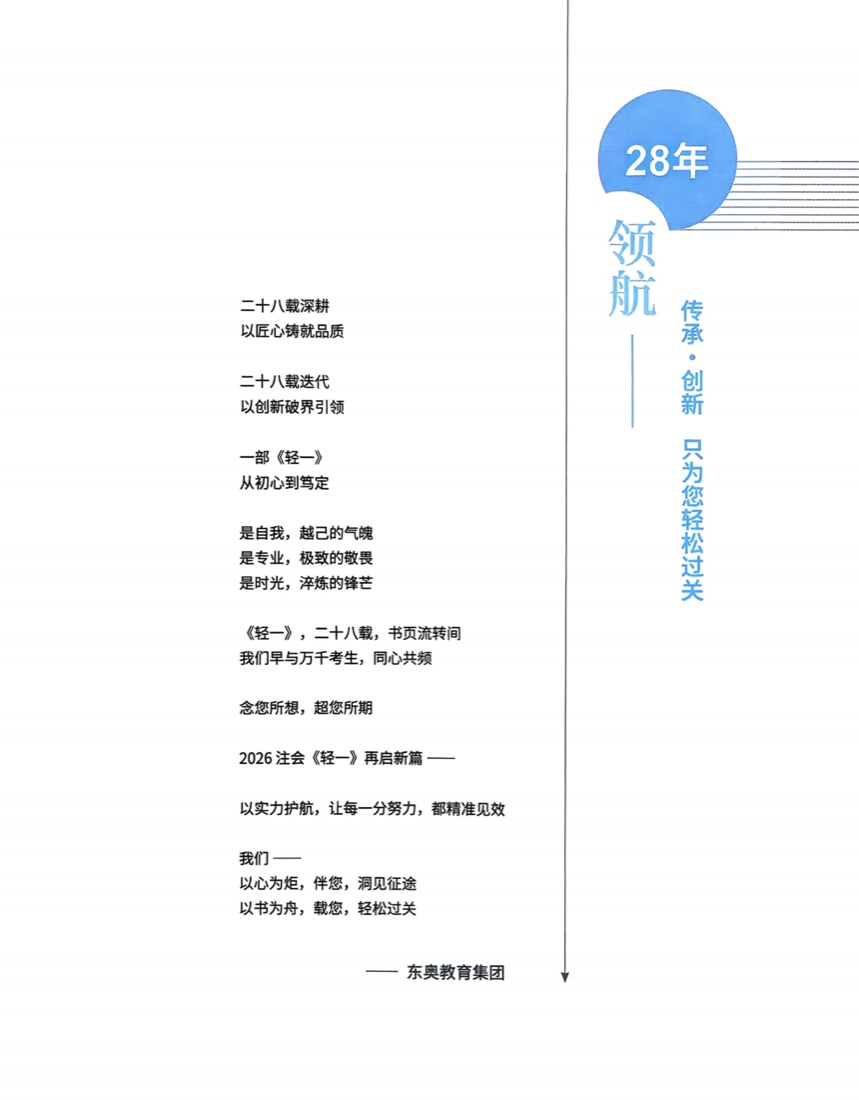 28年
领航
传承·创新 只为您轻松过关
二十八载深耕
以匠心铸就品质
二十八载迭代
以创新破界引领
一部《轻一》
从初心到笃定
是自我，越己的气魄
是专业，极致的敬畏
是时光，淬炼的锋芒
《轻一》，二十八载，书页流转间
我们早与万千考生，同心共频
念您所想，超您所期
2026 注会《轻一》再启新篇 ——
以实力护航，让每一分努力，都精准见效
我们 ——
以心为炬，伴您，洞见征途
以书为舟，载您，轻松过关
—— 东奥教育集团